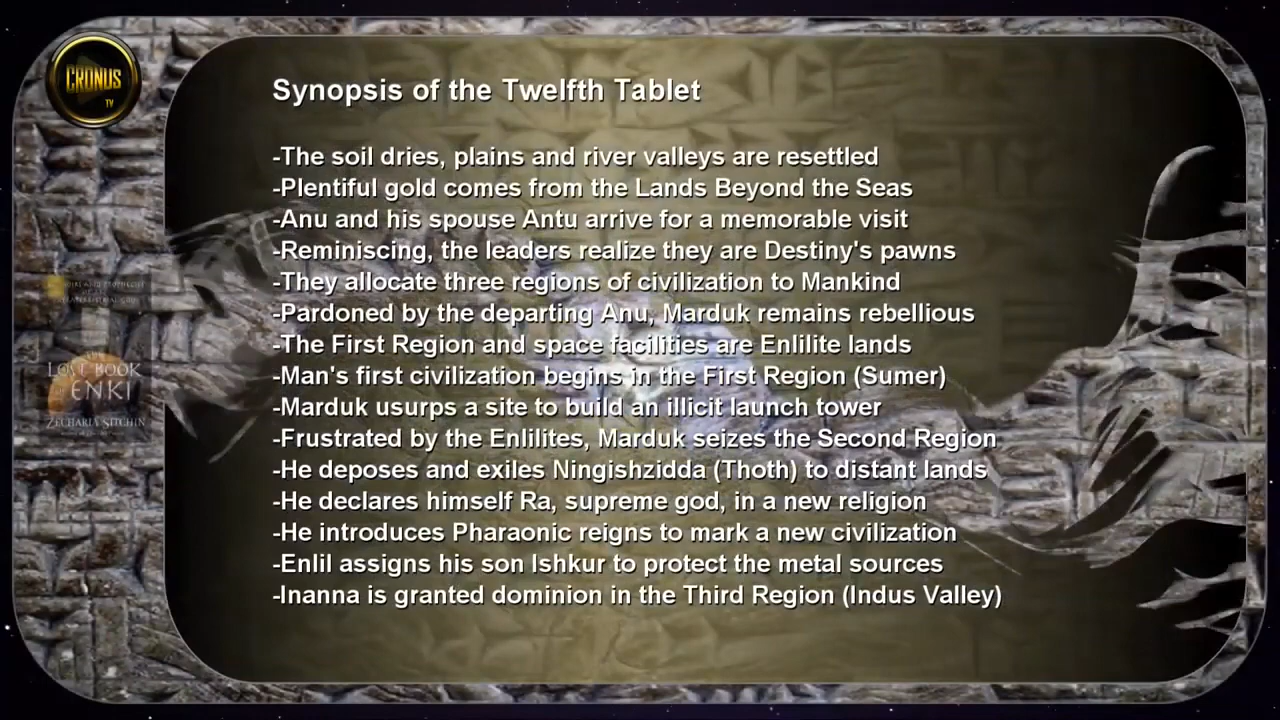 CRONUS
TV
Synopsis of the Twelfth Tablet
-The soil dries, plains and river valleys are resettled
-Plentiful gold comes from the Lands Beyond the Seas
-Anu and his spouse Antu arrive for a memorable visit
-Reminiscing, the leaders realize they are Destiny's pawns
-They allocate three regions of civilization to Mankind
-Pardoned by the departing Anu, Marduk remains rebellious
-The First Region and space facilities are Enlilite lands
-Man's first civilization begins in the First Region (Sumer)
-Marduk usurps a site to build an illicit launch tower
-Frustrated by the Enlilites, Marduk seizes the Second Region
-He deposes and exiles Ningishzidda (Thoth) to distant lands
-He declares himself Ra, supreme god, in a new religion
-He introduces Pharaonic reigns to mark a new civilization
-Enlil assigns his son Ishkur to protect the metal sources
-Inanna is granted dominion in the Third Region (Indus Valley)
LOST BOOK
OF ENKI
ZECHARIA SITCHIN